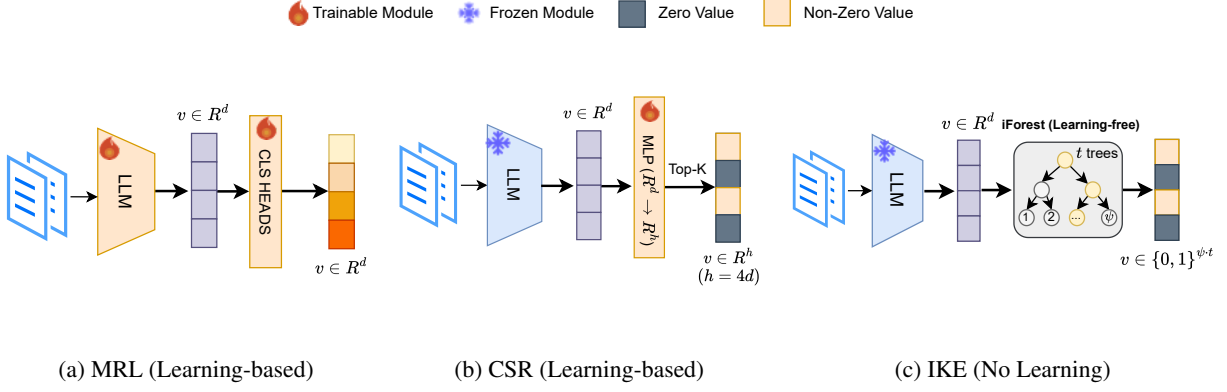 Trainable Module Frozen Module Zero Value Non-Zero Value
v ∈ R^d
LLM
CLS HEADS
v ∈ R^d
(a) MRL (Learning-based)
v ∈ R^d
LLM
MLP (R^d → R^h)
Top-K
v ∈ R^h
(h = 4d)
(b) CSR (Learning-based)
v ∈ R^d iForest (Learning-free)
LLM
t trees
1 2 ... ψ
v ∈ {0, 1}^{ψ·t}
(c) IKE (No Learning)